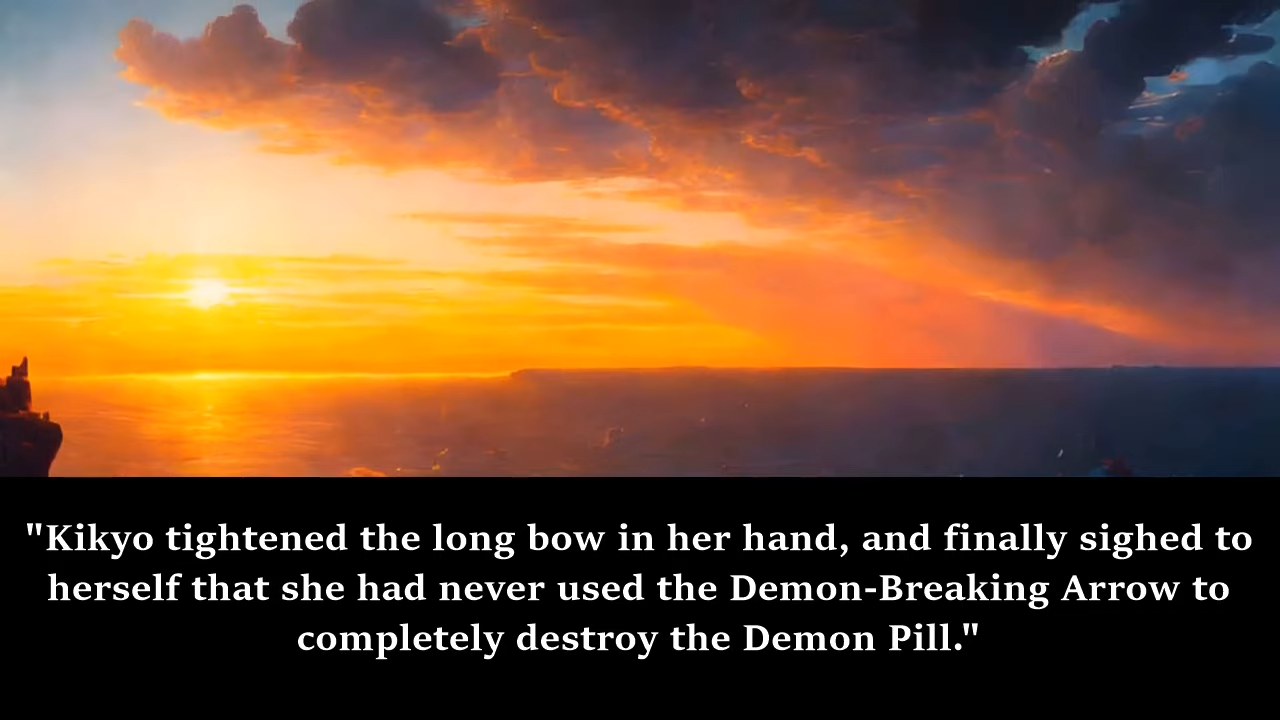 "Kikyo tightened the long bow in her hand, and finally sighed to
herself that she had never used the Demon-Breaking Arrow to
completely destroy the Demon Pill."